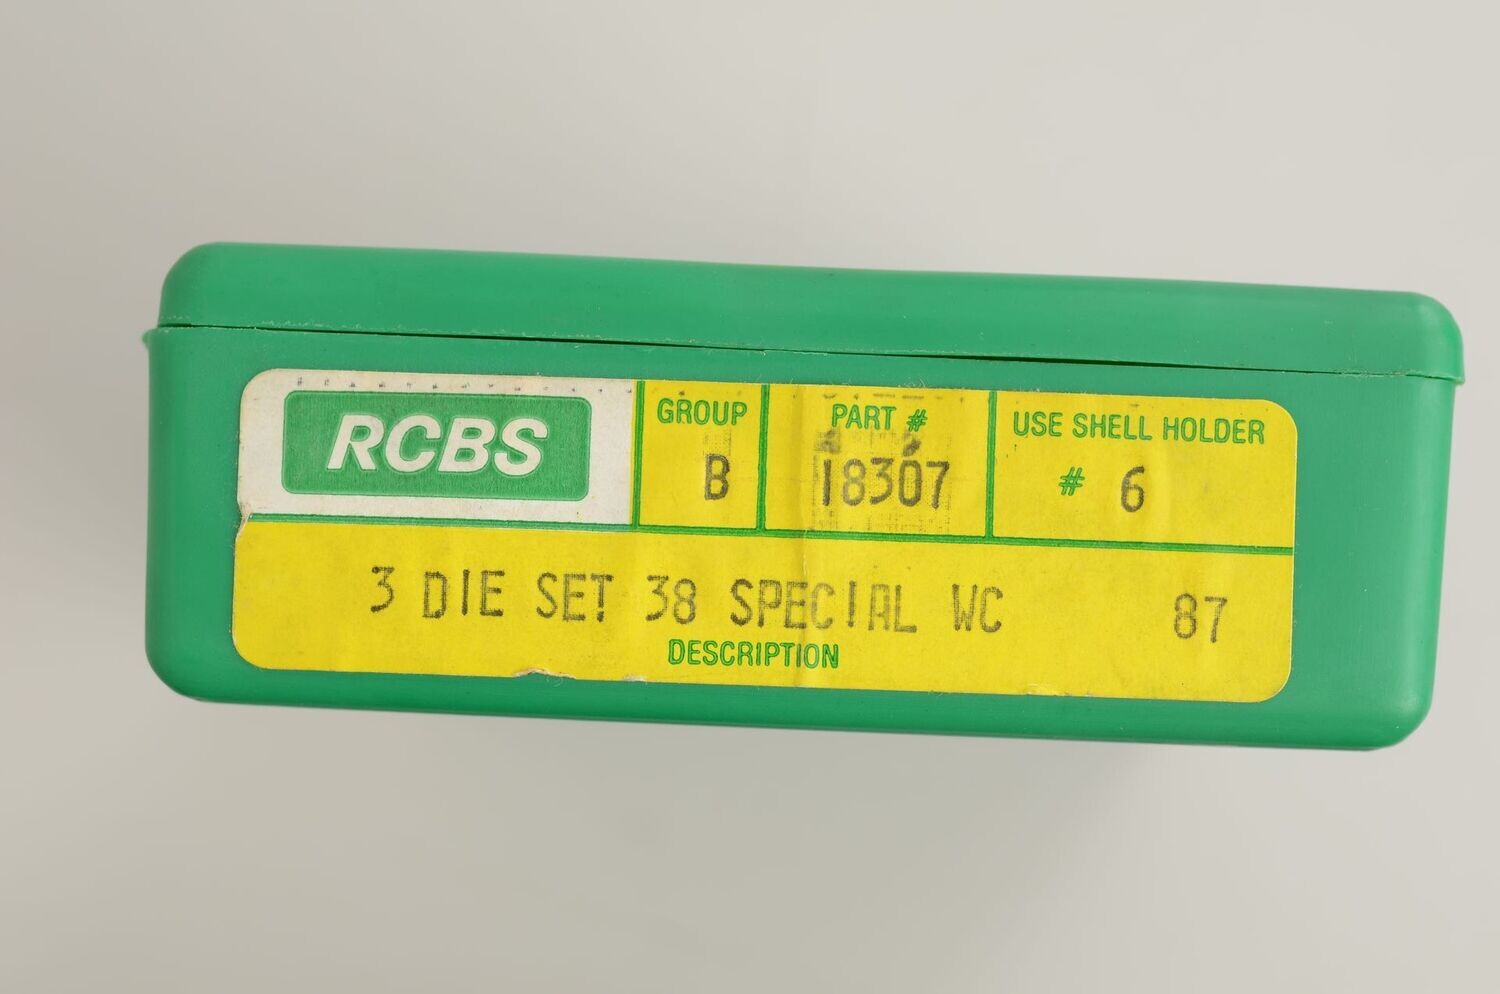 RCBS
GROUP
B
PART #
18307
USE SHELL HOLDER
# 6
3 DIE SET 38 SPECIAL WC 87
DESCRIPTION